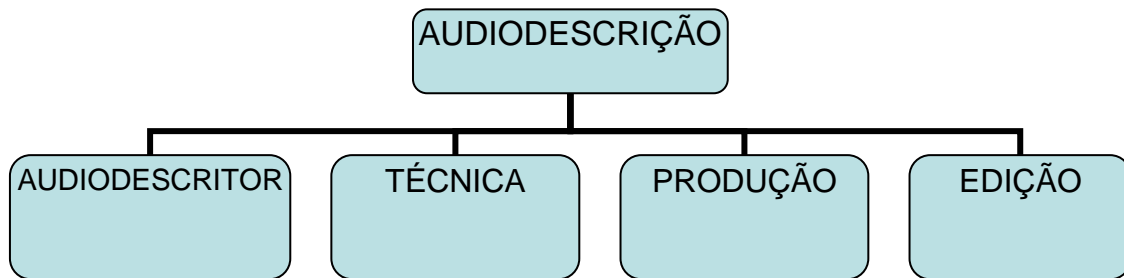 AUDIODESCRIÇÃO
AUDIODESCRITOR
TÉCNICA
PRODUÇÃO
EDIÇÃO